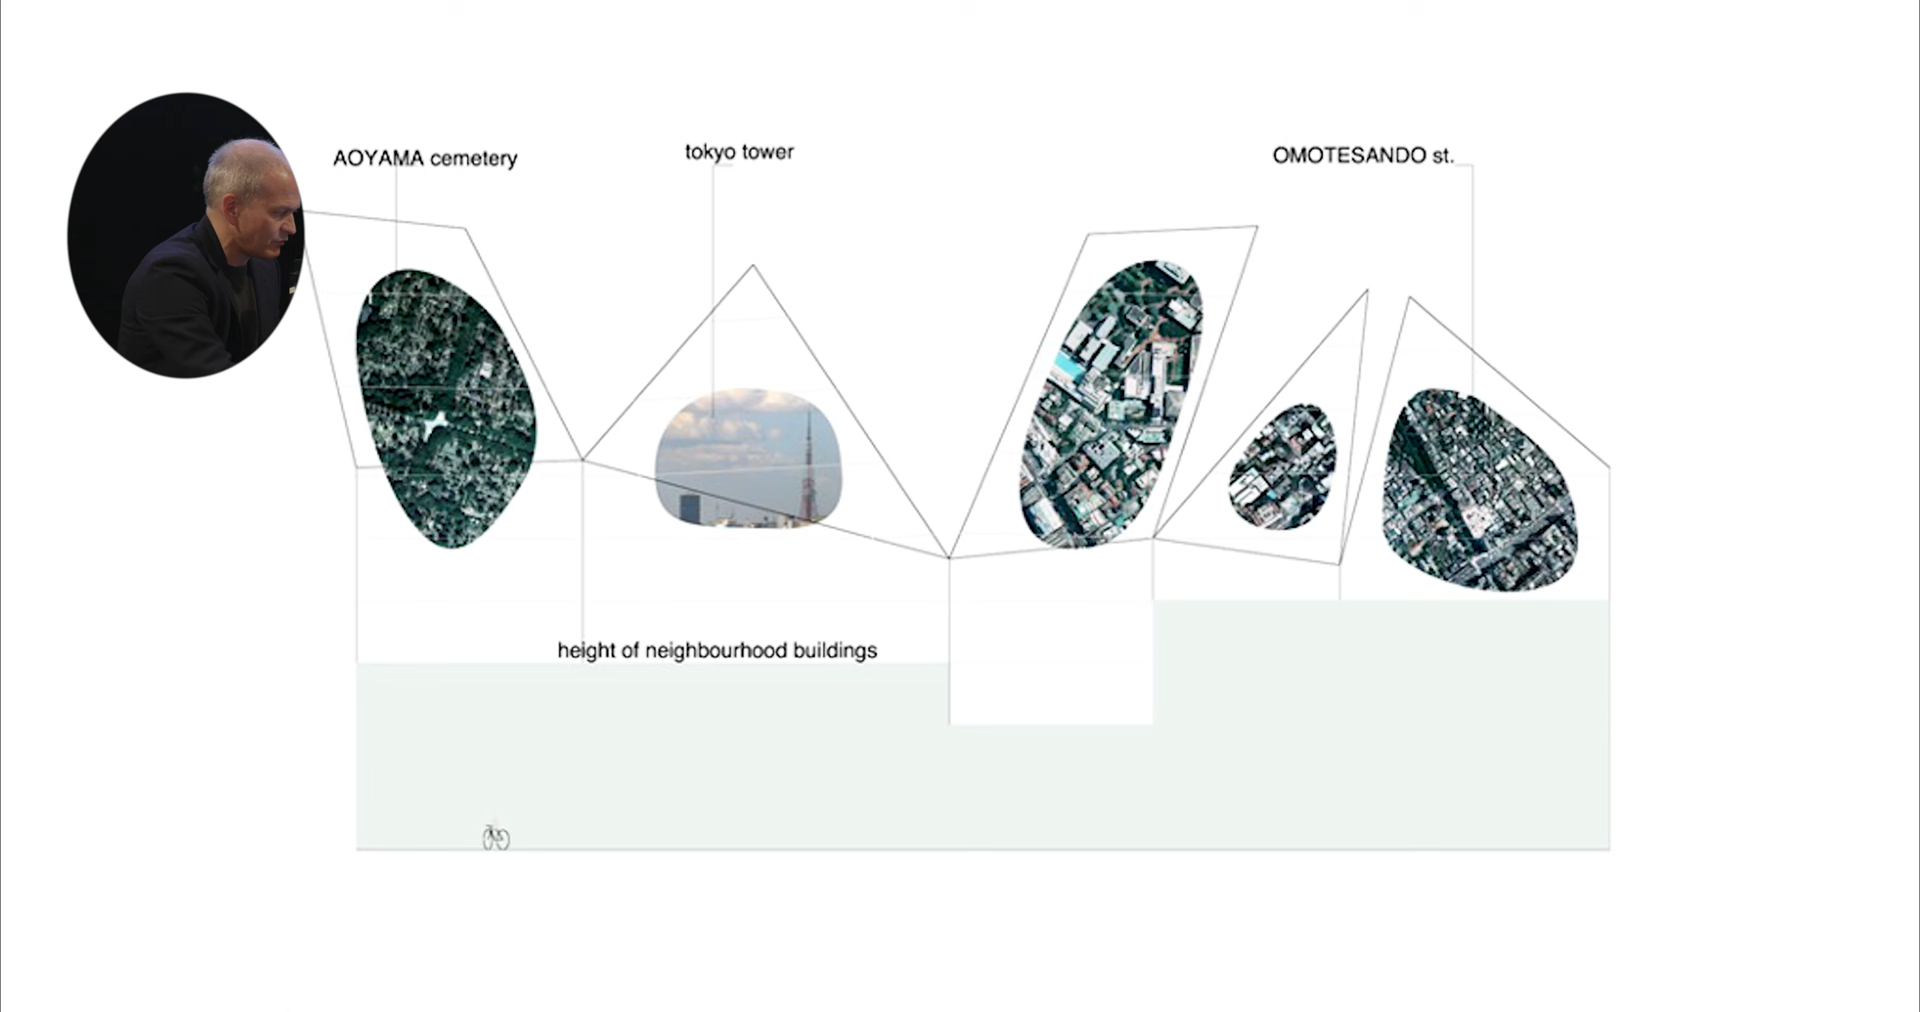 AOYAMA cemetery
tokyo tower
OMOTESANDO st.
height of neighbourhood buildings